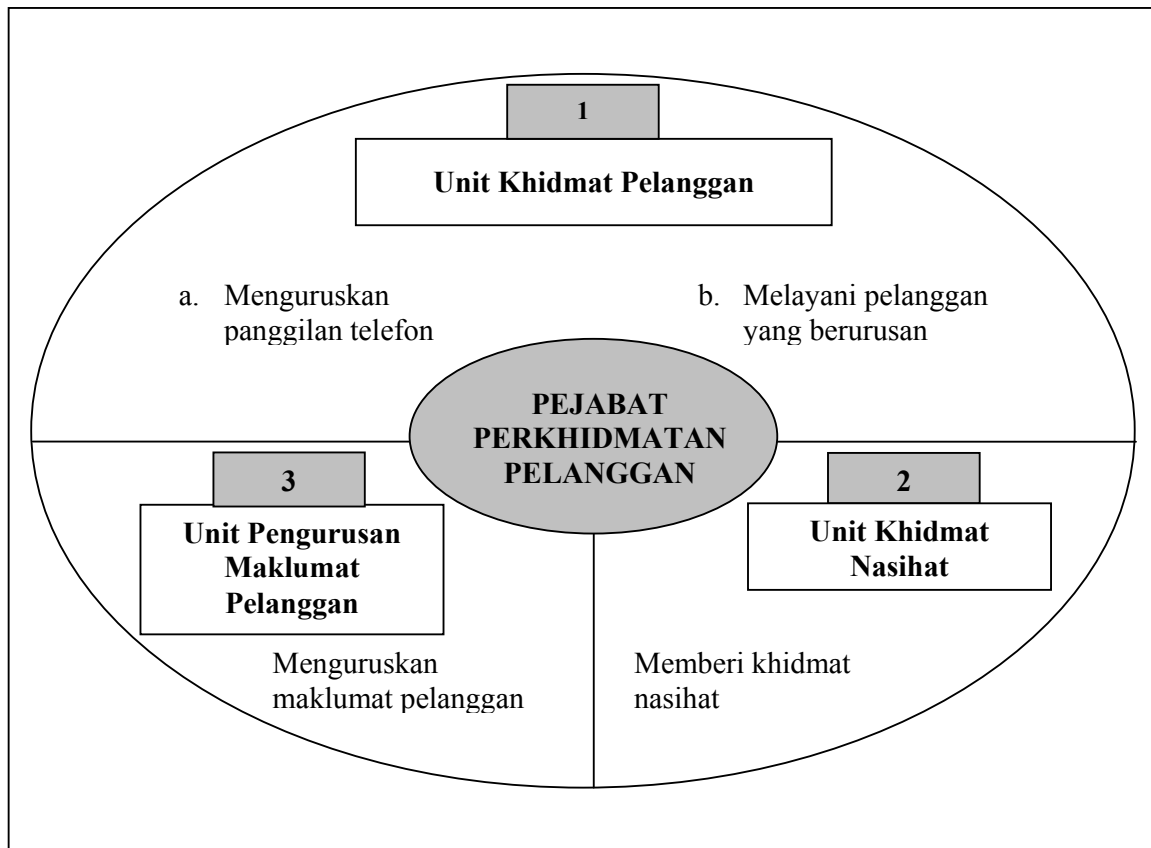 1
Unit Khidmat Pelanggan
a. Menguruskan
panggilan telefon
b. Melayani pelanggan
yang berurusan
PEJABAT
PERKHIDMATAN
PELANGGAN
3
Unit Pengurusan
Maklumat
Pelanggan
Menguruskan
maklumat pelanggan
2
Unit Khidmat
Nasihat
Memberi khidmat
nasihat